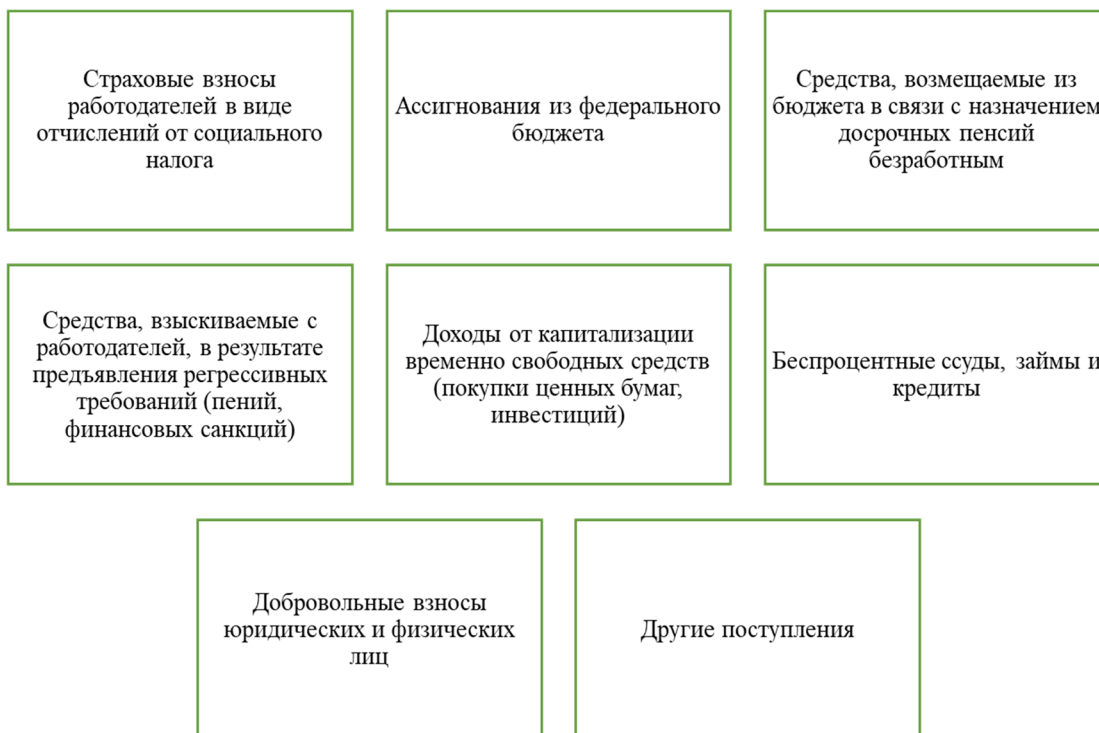 Страховые взносы
работодателей в виде
отчислений от социального
налога
Ассигнования из федерального
бюджета
Средства, возмещаемые из
бюджета в связи с назначением
досрочных пенсий
безработным
Средства, взыскиваемые с
работодателей, в результате
предъявления регрессивных
требований (пений,
финансовых санкций)
Доходы от капитализации
временно свободных средств
(покупки ценных бумаг,
инвестиций)
Беспроцентные ссуды, займы и
кредиты
Добровольные взносы
юридических и физических
лиц
Другие поступления